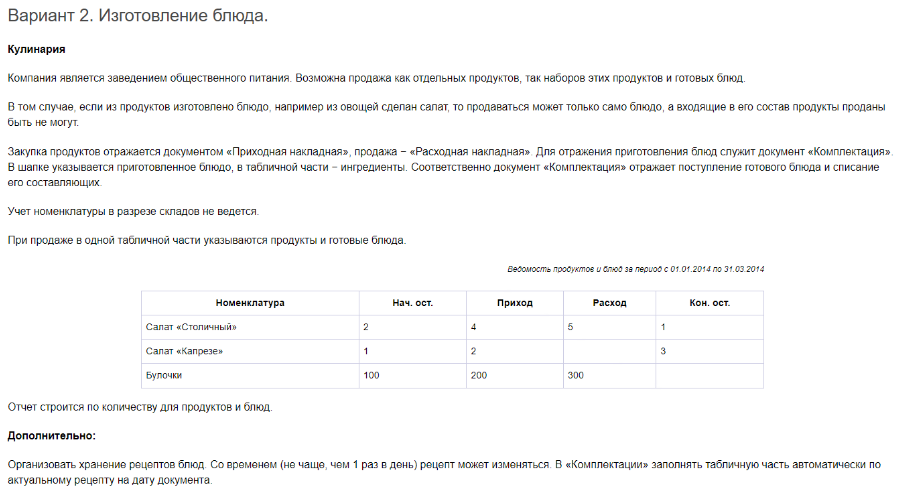 Вариант 2. Изготовление блюда.
Кулинария
Компания является заведением общественного питания. Возможна продажа как отдельных продуктов, так наборов этих продуктов и готовых блюд.
В том случае, если из продуктов изготовлено блюдо, например из овощей сделан салат, то продаваться может только само блюдо, а входящие в его состав продукты проданы
быть не могут.
Закупка продуктов отражается документом «Приходная накладная», продажа – «Расходная накладная». Для отражения приготовления блюд служит документ «Комплектация».
В шапке указывается приготовленное блюдо, в табличной части – ингредиенты. Соответственно документ «Комплектация» отражает поступление готового блюда и списание
его составляющих.
Учет номенклатуры в разрезе складов не ведется.
При продаже в одной табличной части указываются продукты и готовые блюда.
Ведомость продуктов и блюд за период с 01.01.2014 по 31.03.2014
Номенклатура Нач. ост. Приход Расход Кон. ост.
Салат «Столичный» 2 4 5 1
Салат «Капрезе» 1 2 3
Булочки 100 200 300
Отчет строится по количеству для продуктов и блюд.
Дополнительно:
Организовать хранение рецептов блюд. Со временем (не чаще, чем 1 раз в день) рецепт может изменяться. В «Комплектации» заполнять табличную часть автоматически по
актуальному рецепту на дату документа.